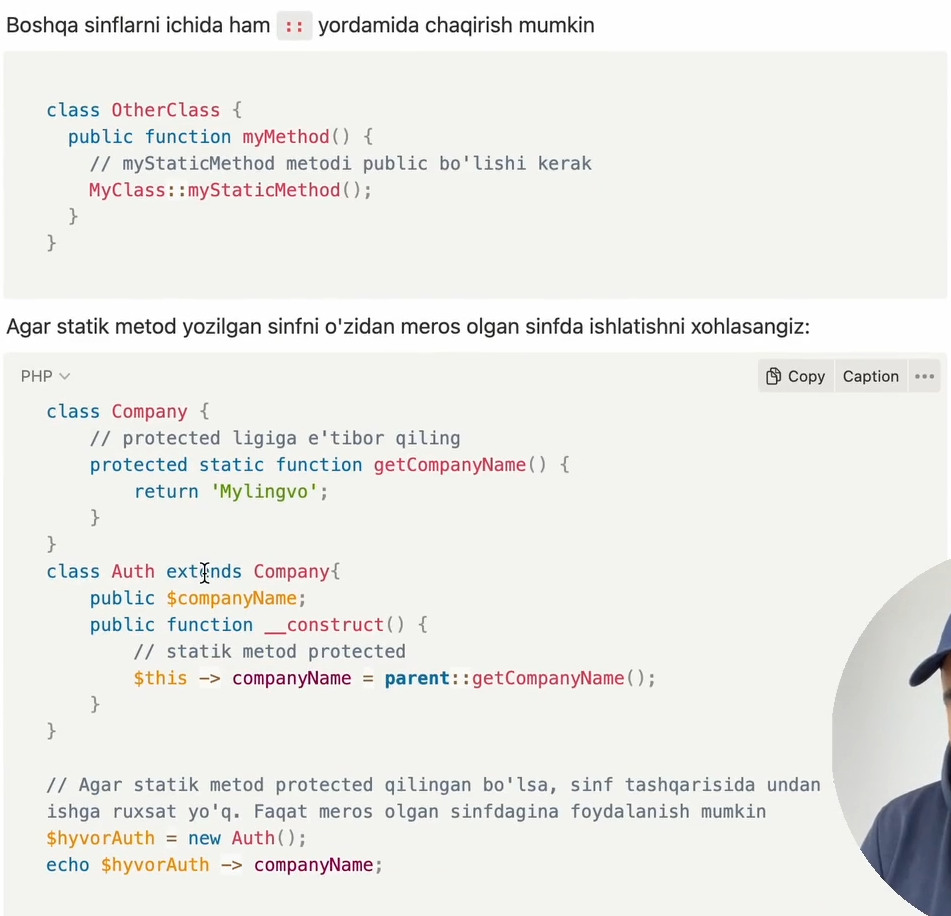 Boshqa sinflarni ichida ham :: yordamida chaqirish mumkin
class OtherClass {
public function myMethod() {
// myStaticMethod metodi public bo'lishi kerak
MyClass::myStaticMethod();
}
}
Agar statik metod yozilgan sinfni o'zidan meros olgan sinfda ishlatishni xohlasangiz:
PHP Copy Caption •••
class Company {
// protected ligiga e'tibor qiling
protected static function getCompanyName() {
return 'Mylingvo';
}
}
class Auth extends Company{
public $companyName;
public function __construct() {
// statik metod protected
$this -> companyName = parent::getCompanyName();
}
}
// Agar statik metod protected qilingan bo'lsa, sinf tashqarisida undan
ishga ruxsat yo'q. Faqat meros olgan sinfdagina foydalanish mumkin
$hyvorAuth = new Auth();
echo $hyvorAuth -> companyName;